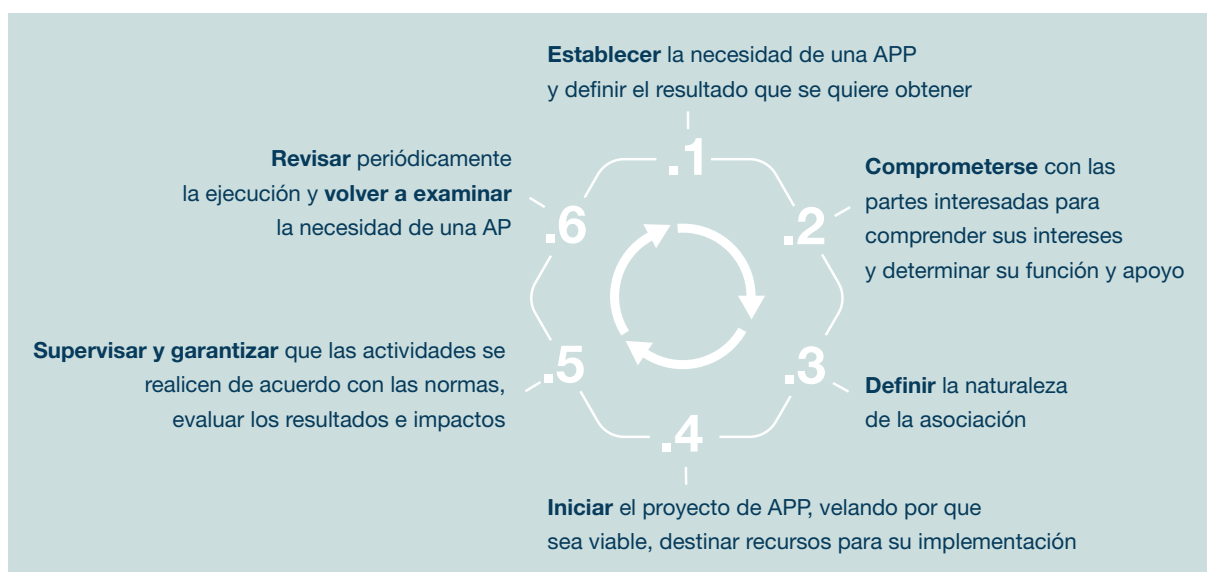 Establecer la necesidad de una APP
y definir el resultado que se quiere obtener
.1
Comprometerse con las
partes interesadas para
comprender sus intereses
y determinar su función y apoyo
.2
Definir la naturaleza
de la asociación
.3
.4
Iniciar el proyecto de APP, velando por que
sea viable, destinar recursos para su implementación
Supervisar y garantizar que las actividades se
realicen de acuerdo con las normas,
evaluar los resultados e impactos
.5
Revisar periódicamente
la ejecución y volver a examinar
la necesidad de una AP
.6